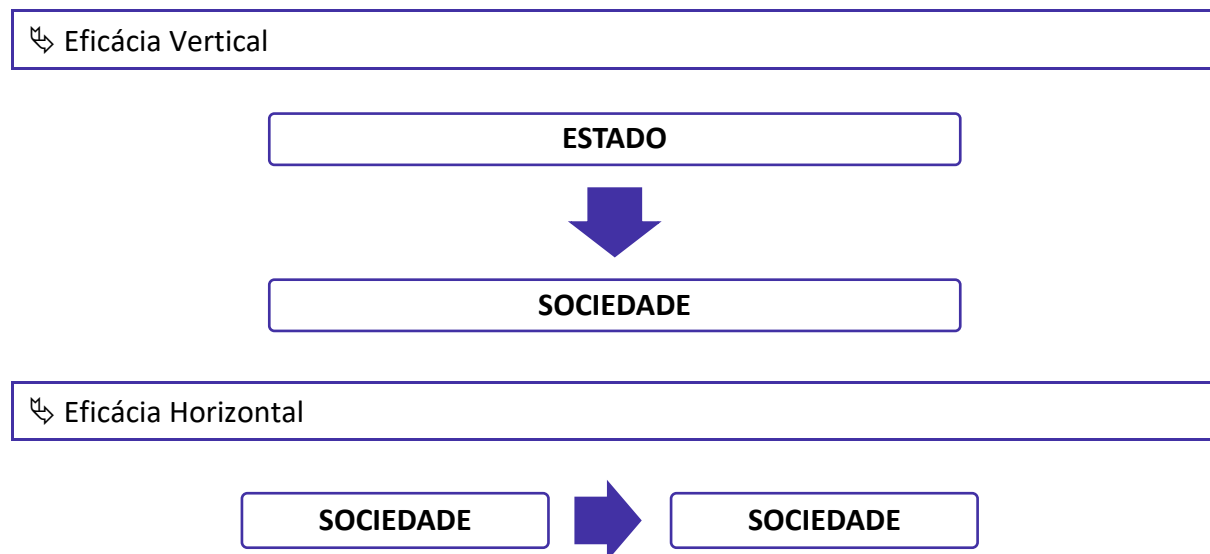 ⮱ Eficácia Vertical
ESTADO
SOCIEDADE
⮱ Eficácia Horizontal
SOCIEDADE SOCIEDADE